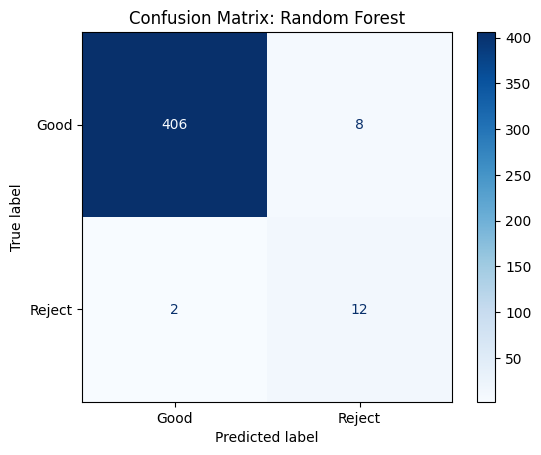 Confusion Matrix: Random Forest
True label
Good
Reject
406
8
2
12
Good
Reject
Predicted label
400
350
300
250
200
150
100
50